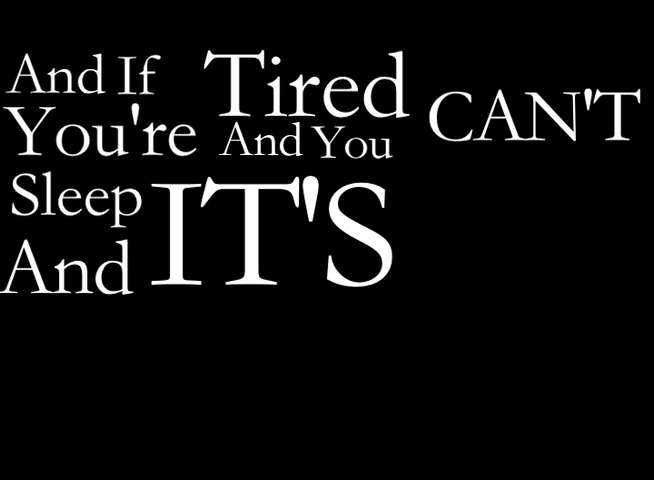 And If
You're
Tired
And You
CAN'T
Sleep
And
IT'S